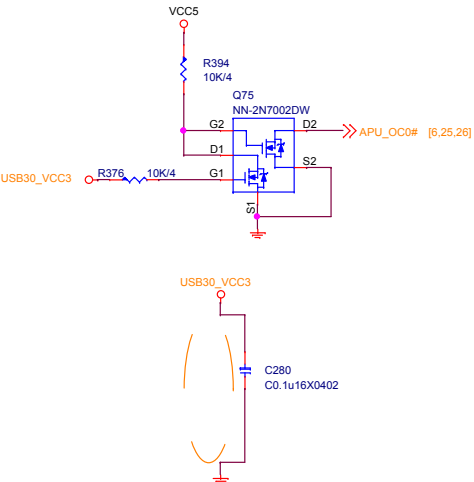 VCC5
R394
10K/4
Q75
NN-2N7002DW
G2
D2
APU_OC0# [6,25,26]
D1
S2
USB30_VCC3
R376
10K/4
G1
S1
USB30_VCC3
C280
C0.1u16X0402